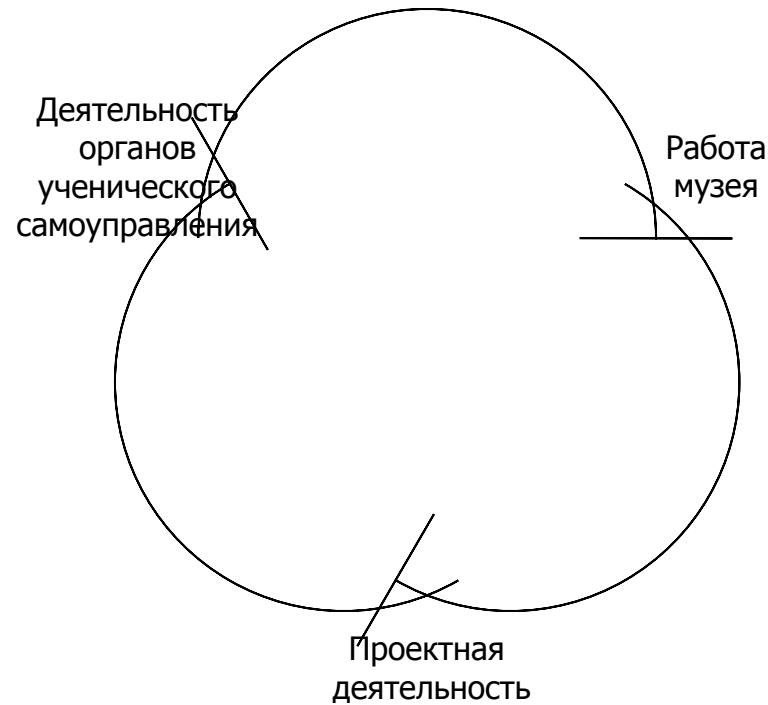 Деятельность
органов
ученического
самоуправления
Работа
музея
Проектная
деятельность